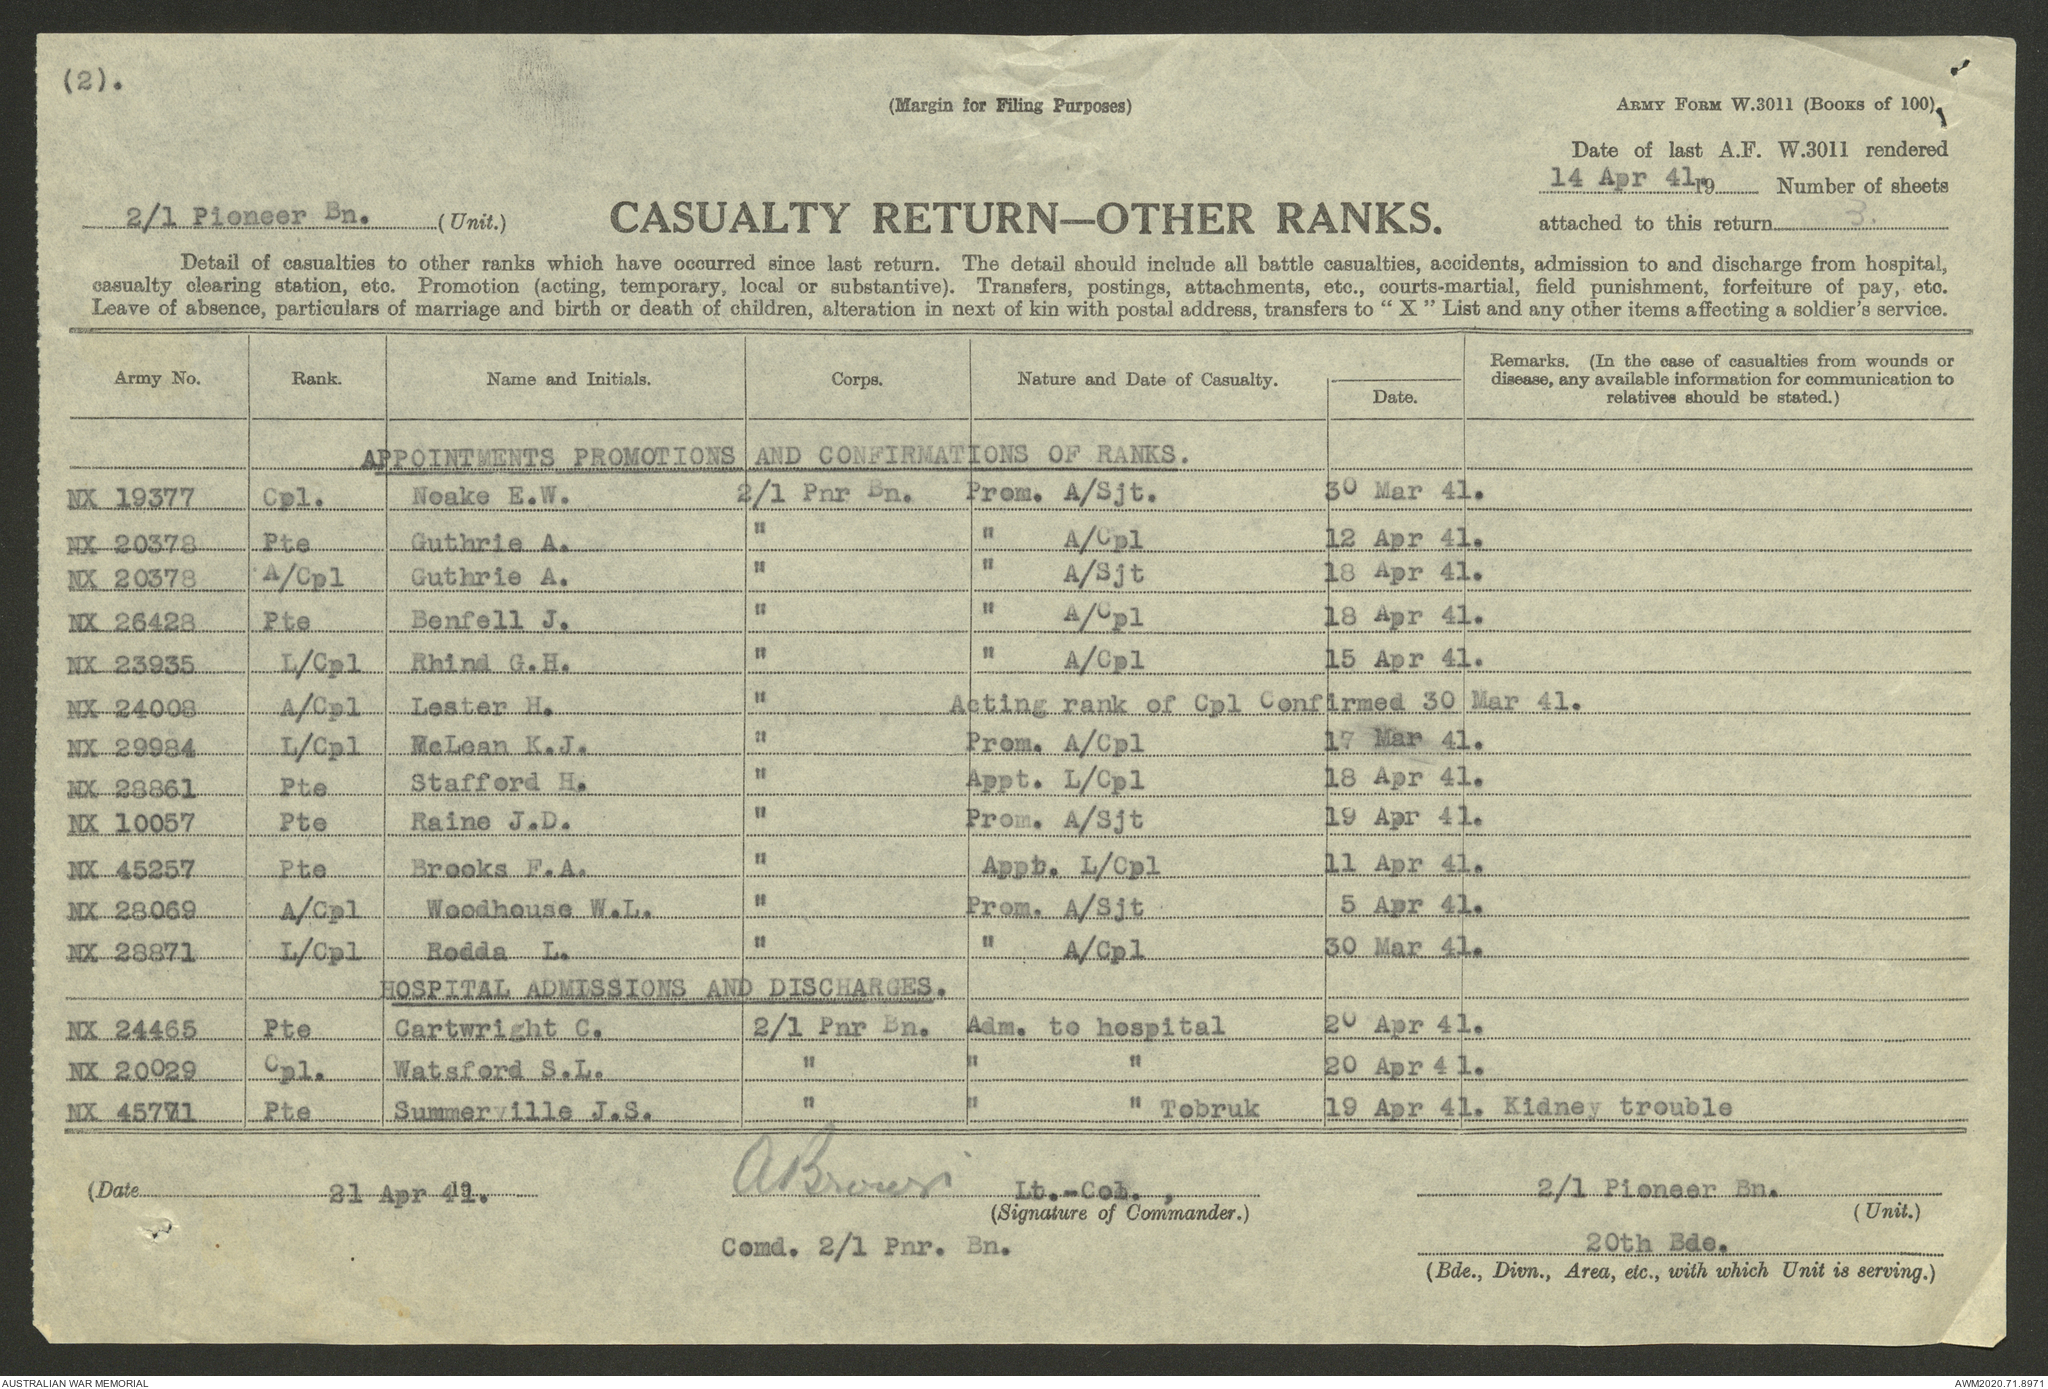 (2).
(Margin for Filing Purposes)
ARMY FORM W.3011 (BOOKS OF 100).
Date of last A.F. W.3011 rendered
14 Apr 41. 19 Number of sheets
attached to this return 3.
2/1 Pioneer Bn. (Unit.)
CASUALTY RETURN—OTHER RANKS.
Detail of casualties to other ranks which have occurred since last return. The detail should include all battle casualties, accidents, admission to and discharge from hospital,
casualty clearing station, etc. Promotion (acting, temporary, local or substantive). Transfers, postings, attachments, etc., courts-martial, field punishment, forfeiture of pay, etc.
Leave of absence, particulars of marriage and birth or death of children, alteration in next of kin with postal address, transfers to "X" List and any other items affecting a soldier's service.
Army No. Rank. Name and Initials. Corps. Nature and Date of Casualty. Date. Remarks. (In the case of casualties from wounds or
disease, any available information for communication to
relatives should be stated.)
APPOINTMENTS PROMOTIONS AND CONFIRMATIONS OF RANKS.
NX 19377 Cpl. Noake E.W. 2/1 Pnr Bn. Prom. A/Sjt. 30 Mar 41.
NX 20378 Pte Guthrie A. " " A/Cpl 12 Apr 41.
NX 20378 A/Cpl Guthrie A. " " A/Sjt 18 Apr 41.
NX 26428 Pte Benfell J. " " A/Cpl 18 Apr 41.
NX 23935 L/Cpl Rhind G.H. " " A/Cpl 15 Apr 41.
NX 24008 A/Cpl Lester H. " Acting rank of Cpl Confirmed 30 Mar 41.
NX 29984 L/Cpl McLean K.J. " Prom. A/Cpl 17 Mar 41.
NX 28861 Pte Stafford H. " Appt. L/Cpl 18 Apr 41.
NX 10057 Pte Raine J.D. " Prom. A/Sjt 19 Apr 41.
NX 45257 Pte Brooks F.A. " Appt. L/Cpl 11 Apr 41.
NX 28069 A/Cpl Woodhouse W.L. " Prom. A/Sjt 5 Apr 41.
NX 28871 L/Cpl Rodda L. " " A/Cpl 30 Mar 41.
HOSPITAL ADMISSIONS AND DISCHARGES.
NX 24465 Pte Cartwright C. 2/1 Pnr Bn. Adm. to hospital 20 Apr 41.
NX 20029 Cpl. Watsford S.L. " " " 20 Apr 41.
NX Pte Summerville J.S. " " " Tobruk 19 Apr 41. Kidney trouble
(Date 21 Apr 41. 19
ABrown Lt.-Col.,
(Signature of Commander.)
Comd. 2/1 Pnr. Bn.
2/1 Pioneer Bn.
(Unit.)
20th Bde.
(Bde., Divn., Area, etc., with which Unit is serving.)
AUSTRALIAN WAR MEMORIAL
AWM2020.71.8971